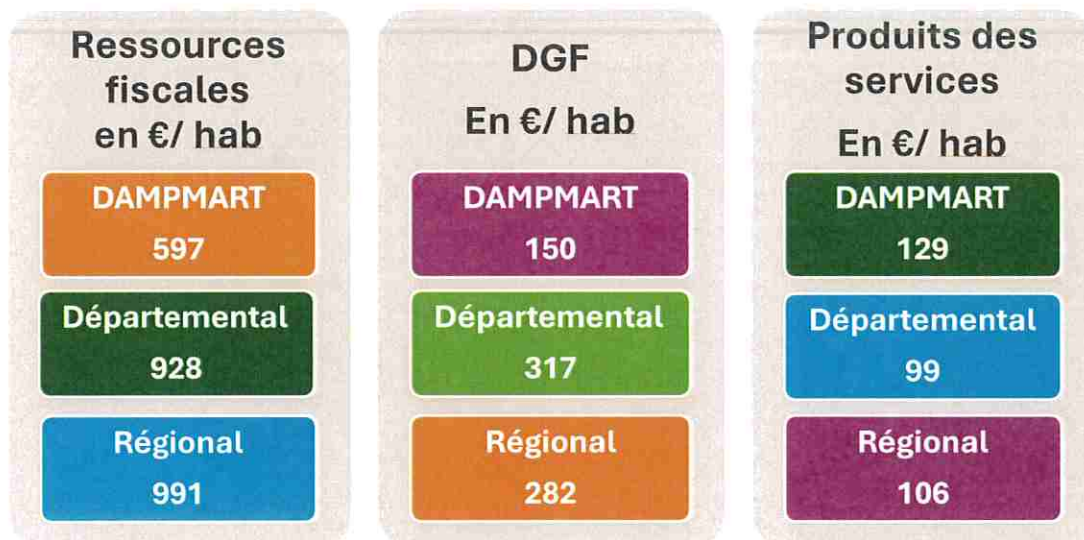 Ressources
fiscales
en €/ hab
DAMPMART
597
Départemental
928
Régional
991
DGF
En €/ hab
DAMPMART
150
Départemental
317
Régional
282
Produits des
services
En €/ hab
DAMPMART
129
Départemental
99
Régional
106